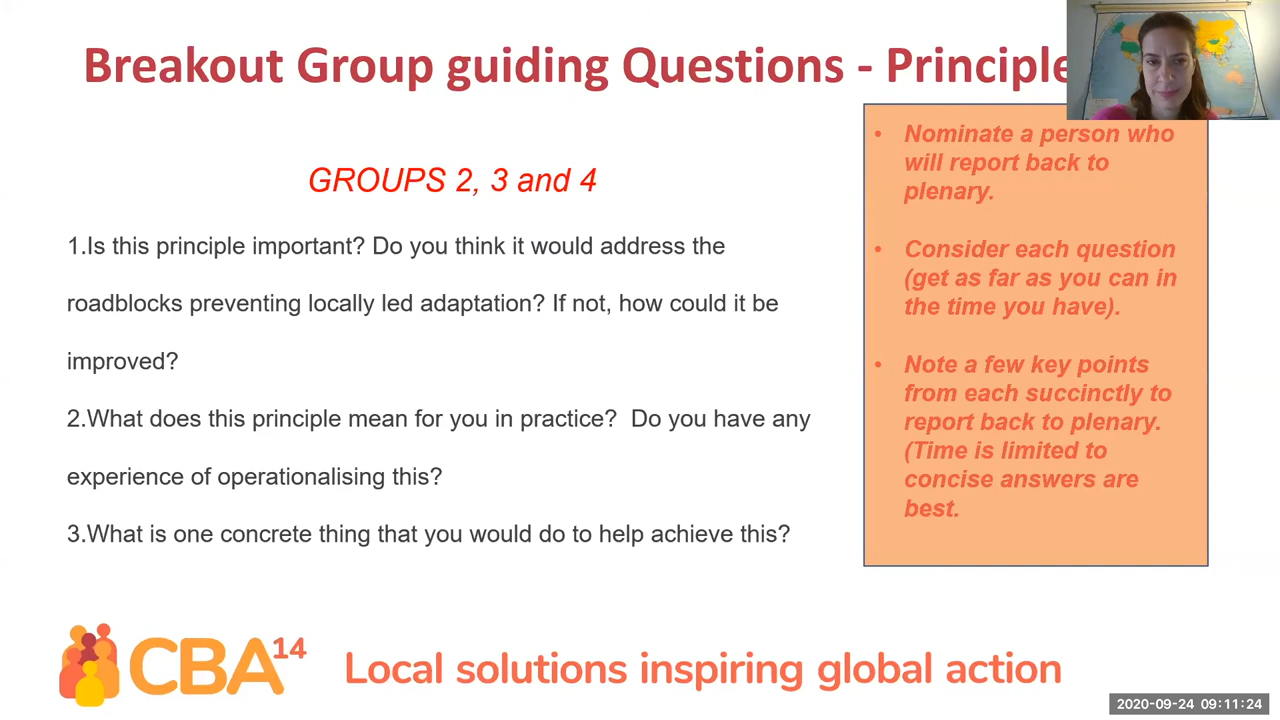 Breakout Group guiding Questions - Principle
GROUPS 2, 3 and 4
1.Is this principle important? Do you think it would address the
roadblocks preventing locally led adaptation? If not, how could it be
improved?
2.What does this principle mean for you in practice?  Do you have any
experience of operationalising this?
3.What is one concrete thing that you would do to help achieve this?
• Nominate a person who
will report back to
plenary.
• Consider each question
(get as far as you can in
the time you have).
• Note a few key points
from each succinctly to
report back to plenary.
(Time is limited to
concise answers are
best.
CBA14
Local solutions inspiring global action
2020-09-24 09:11:24